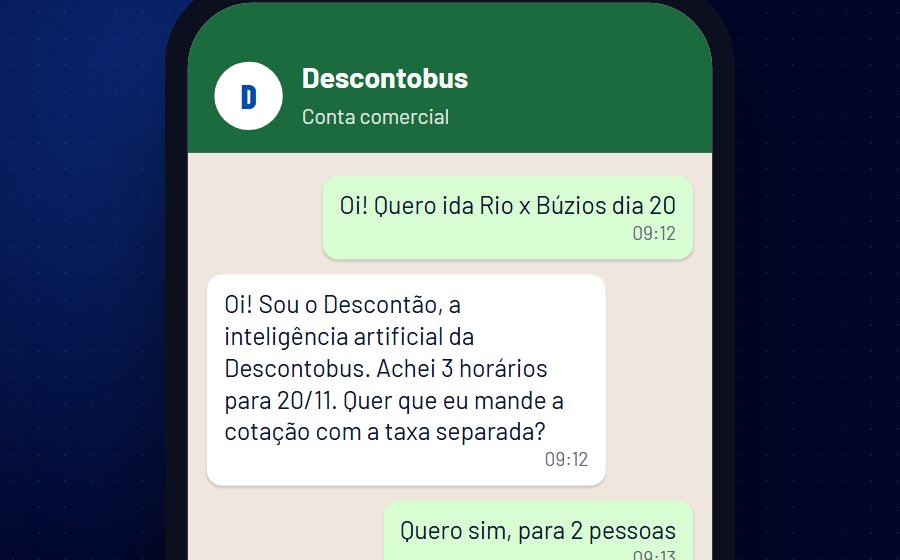 D
Descontobus
Conta comercial
Oi! Quero ida Rio x Búzios dia 20
09:12
Oi! Sou o Descontão, a
inteligência artificial da
Descontobus. Achei 3 horários
para 20/11. Quer que eu mande a
cotação com a taxa separada?
09:12
Quero sim, para 2 pessoas
09:13